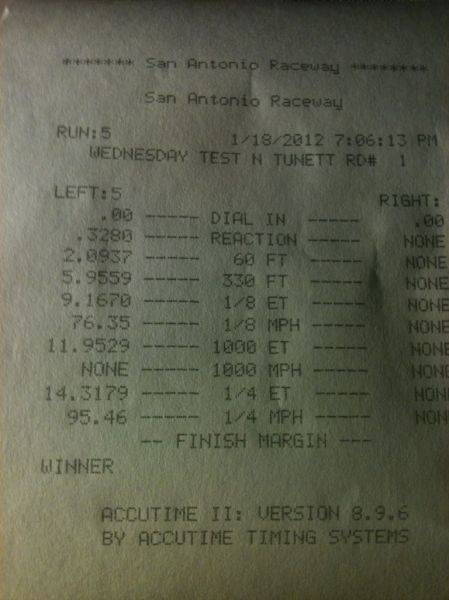 ******* San Antonio Raceway ********
San Antonio Raceway
RUN:5 1/18/2012 7:06:13 PM
WEDNESDAY TEST N TUNETT RD# 1
LEFT:5 RIGHT:
.00 ----- DIAL IN ----- .00
.3280 ----- REACTION ----- NONE
2.0937 ----- 60 FT ----- NONE
5.9559 ----- 330 FT ----- NONE
9.1670 ----- 1/8 ET ----- NONE
76.35 ----- 1/8 MPH ----- NONE
11.9529 ----- 1000 ET ----- NONE
NONE ----- 1000 MPH ----- NONE
14.3179 ----- 1/4 ET ----- NONE
95.46 ----- 1/4 MPH ----- NONE
-- FINISH MARGIN ---
WINNER
ACCUTIME II: VERSION 8.9.6
BY ACCUTIME TIMING SYSTEMS